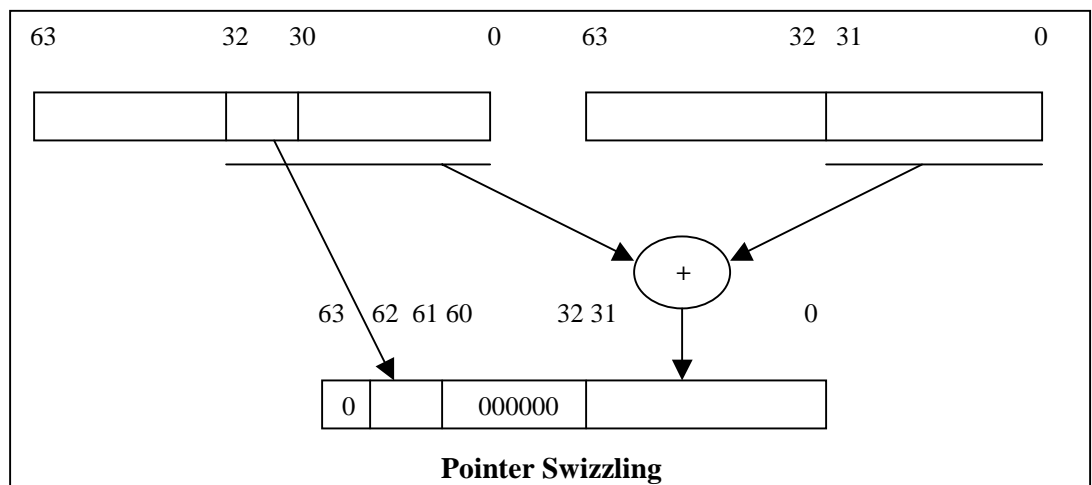 63 32 30 0 63 32 31 0
+
63 62 61 60 32 31 0
0 000000
Pointer Swizzling